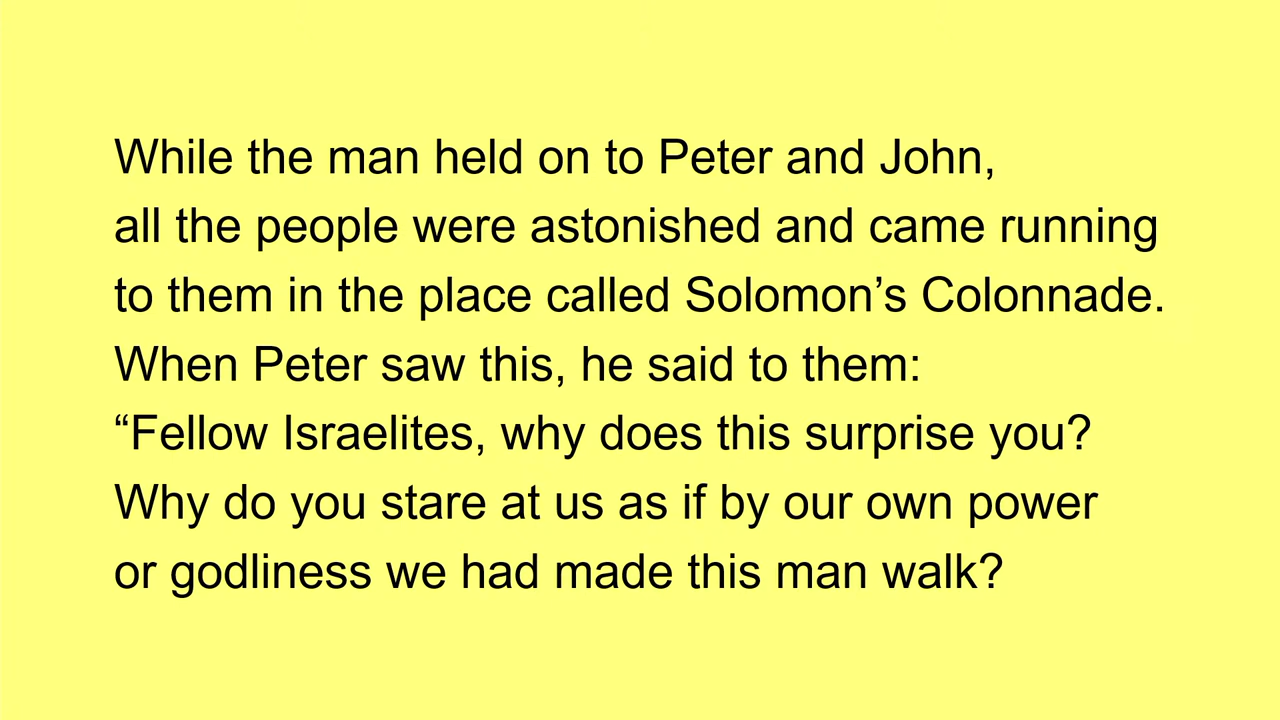 While the man held on to Peter and John,
all the people were astonished and came running
to them in the place called Solomon’s Colonnade.
When Peter saw this, he said to them:
“Fellow Israelites, why does this surprise you?
Why do you stare at us as if by our own power
or godliness we had made this man walk?